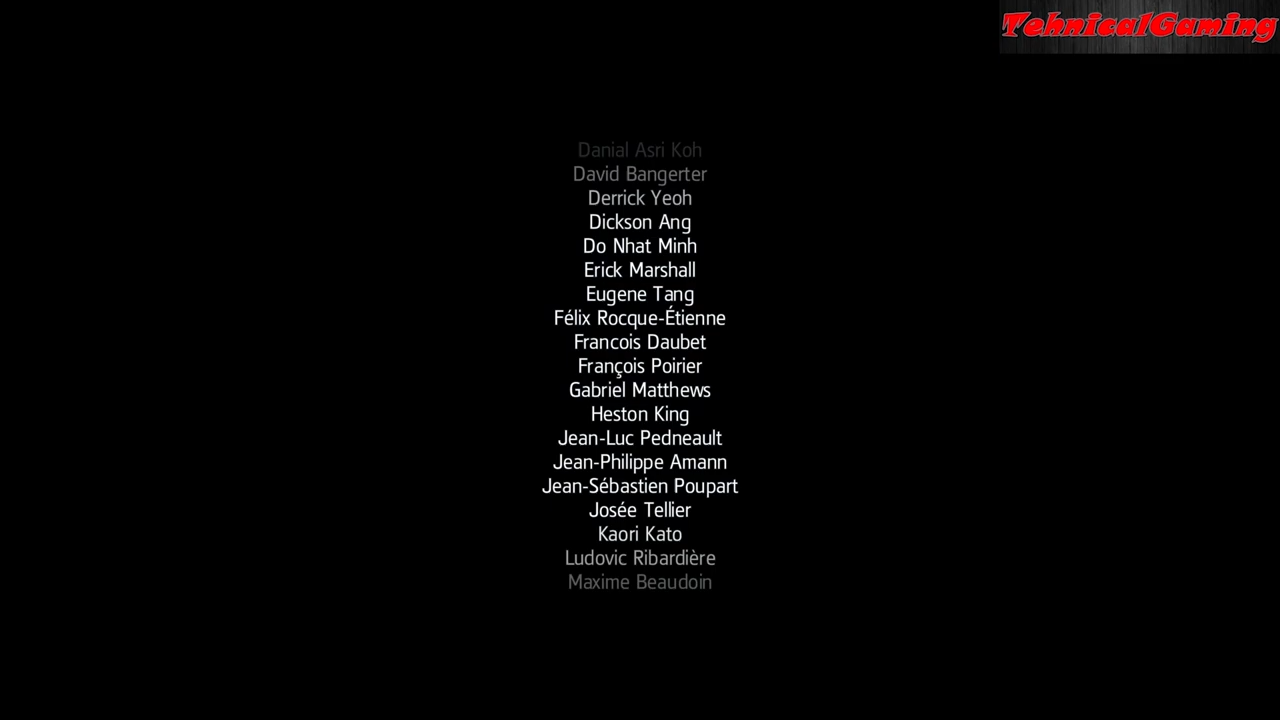 TehnicalGaming
Danial Asri Koh
David Bangerter
Derrick Yeoh
Dickson Ang
Do Nhat Minh
Erick Marshall
Eugene Tang
Félix Rocque-Étienne
Francois Daubet
François Poirier
Gabriel Matthews
Heston King
Jean-Luc Pedneault
Jean-Philippe Amann
Jean-Sébastien Poupart
Josée Tellier
Kaori Kato
Ludovic Ribardière
Maxime Beaudoin